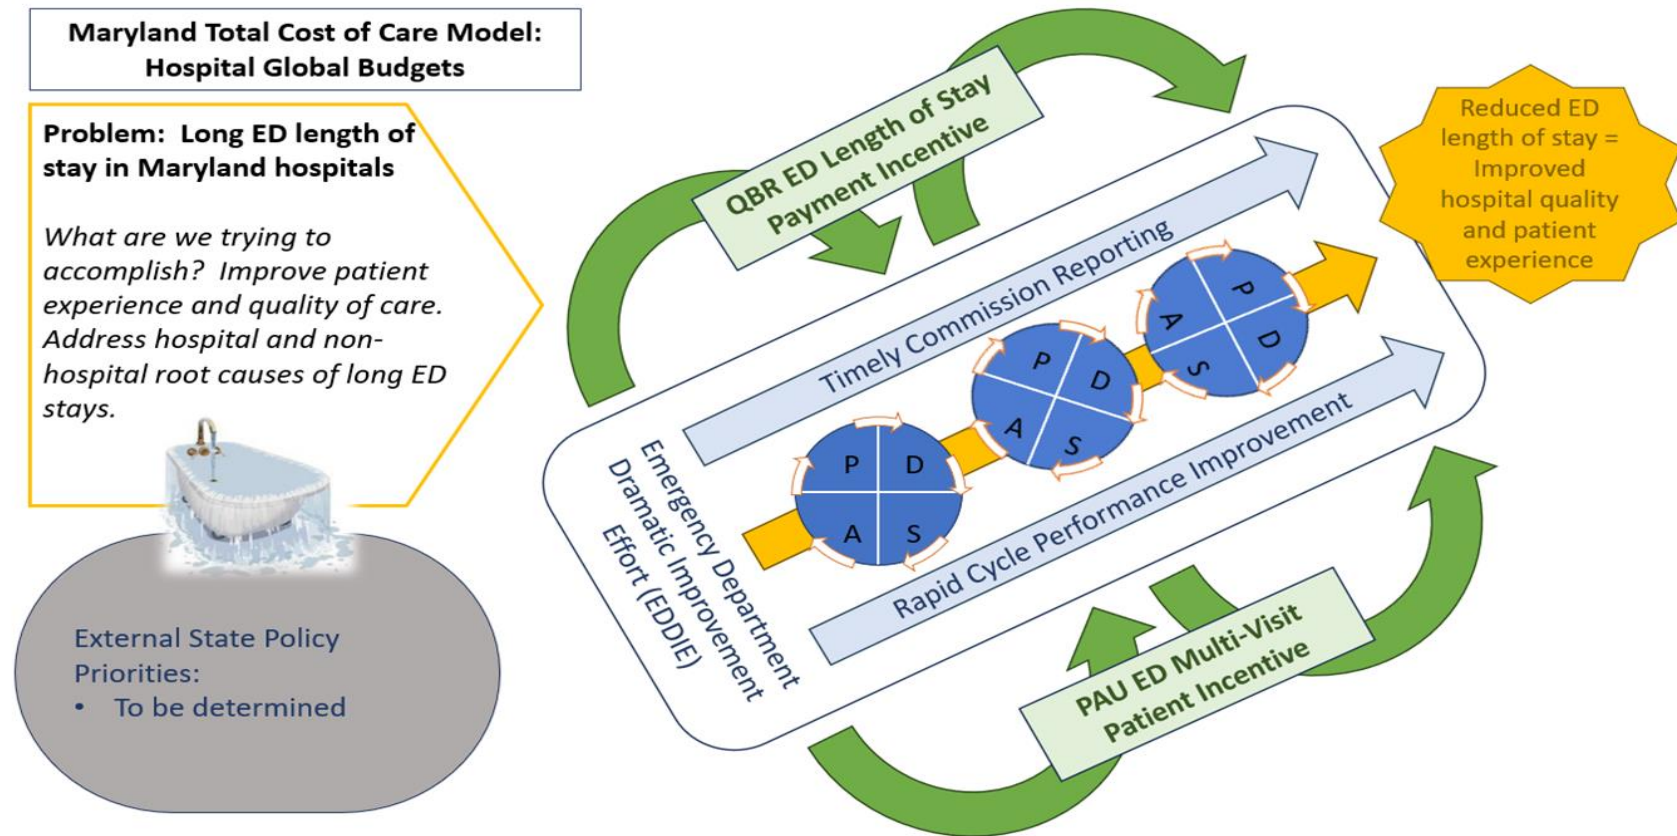 Maryland Total Cost of Care Model:
Hospital Global Budgets
Problem:  Long ED length of
stay in Maryland hospitals
What are we trying to
accomplish?  Improve patient
experience and quality of care.
Address hospital and non-
hospital root causes of long ED
stays.
External State Policy
Priorities:
• To be determined
QBR ED Length of Stay
Payment Incentive
Timely Commission Reporting
Emergency Department
Dramatic Improvement
Effort (EDDIE)
P D
A S
P D
A S
P D
A S
Rapid Cycle Performance Improvement
PAU ED Multi-Visit
Patient Incentive
Reduced ED
length of stay =
Improved
hospital quality
and patient
experience